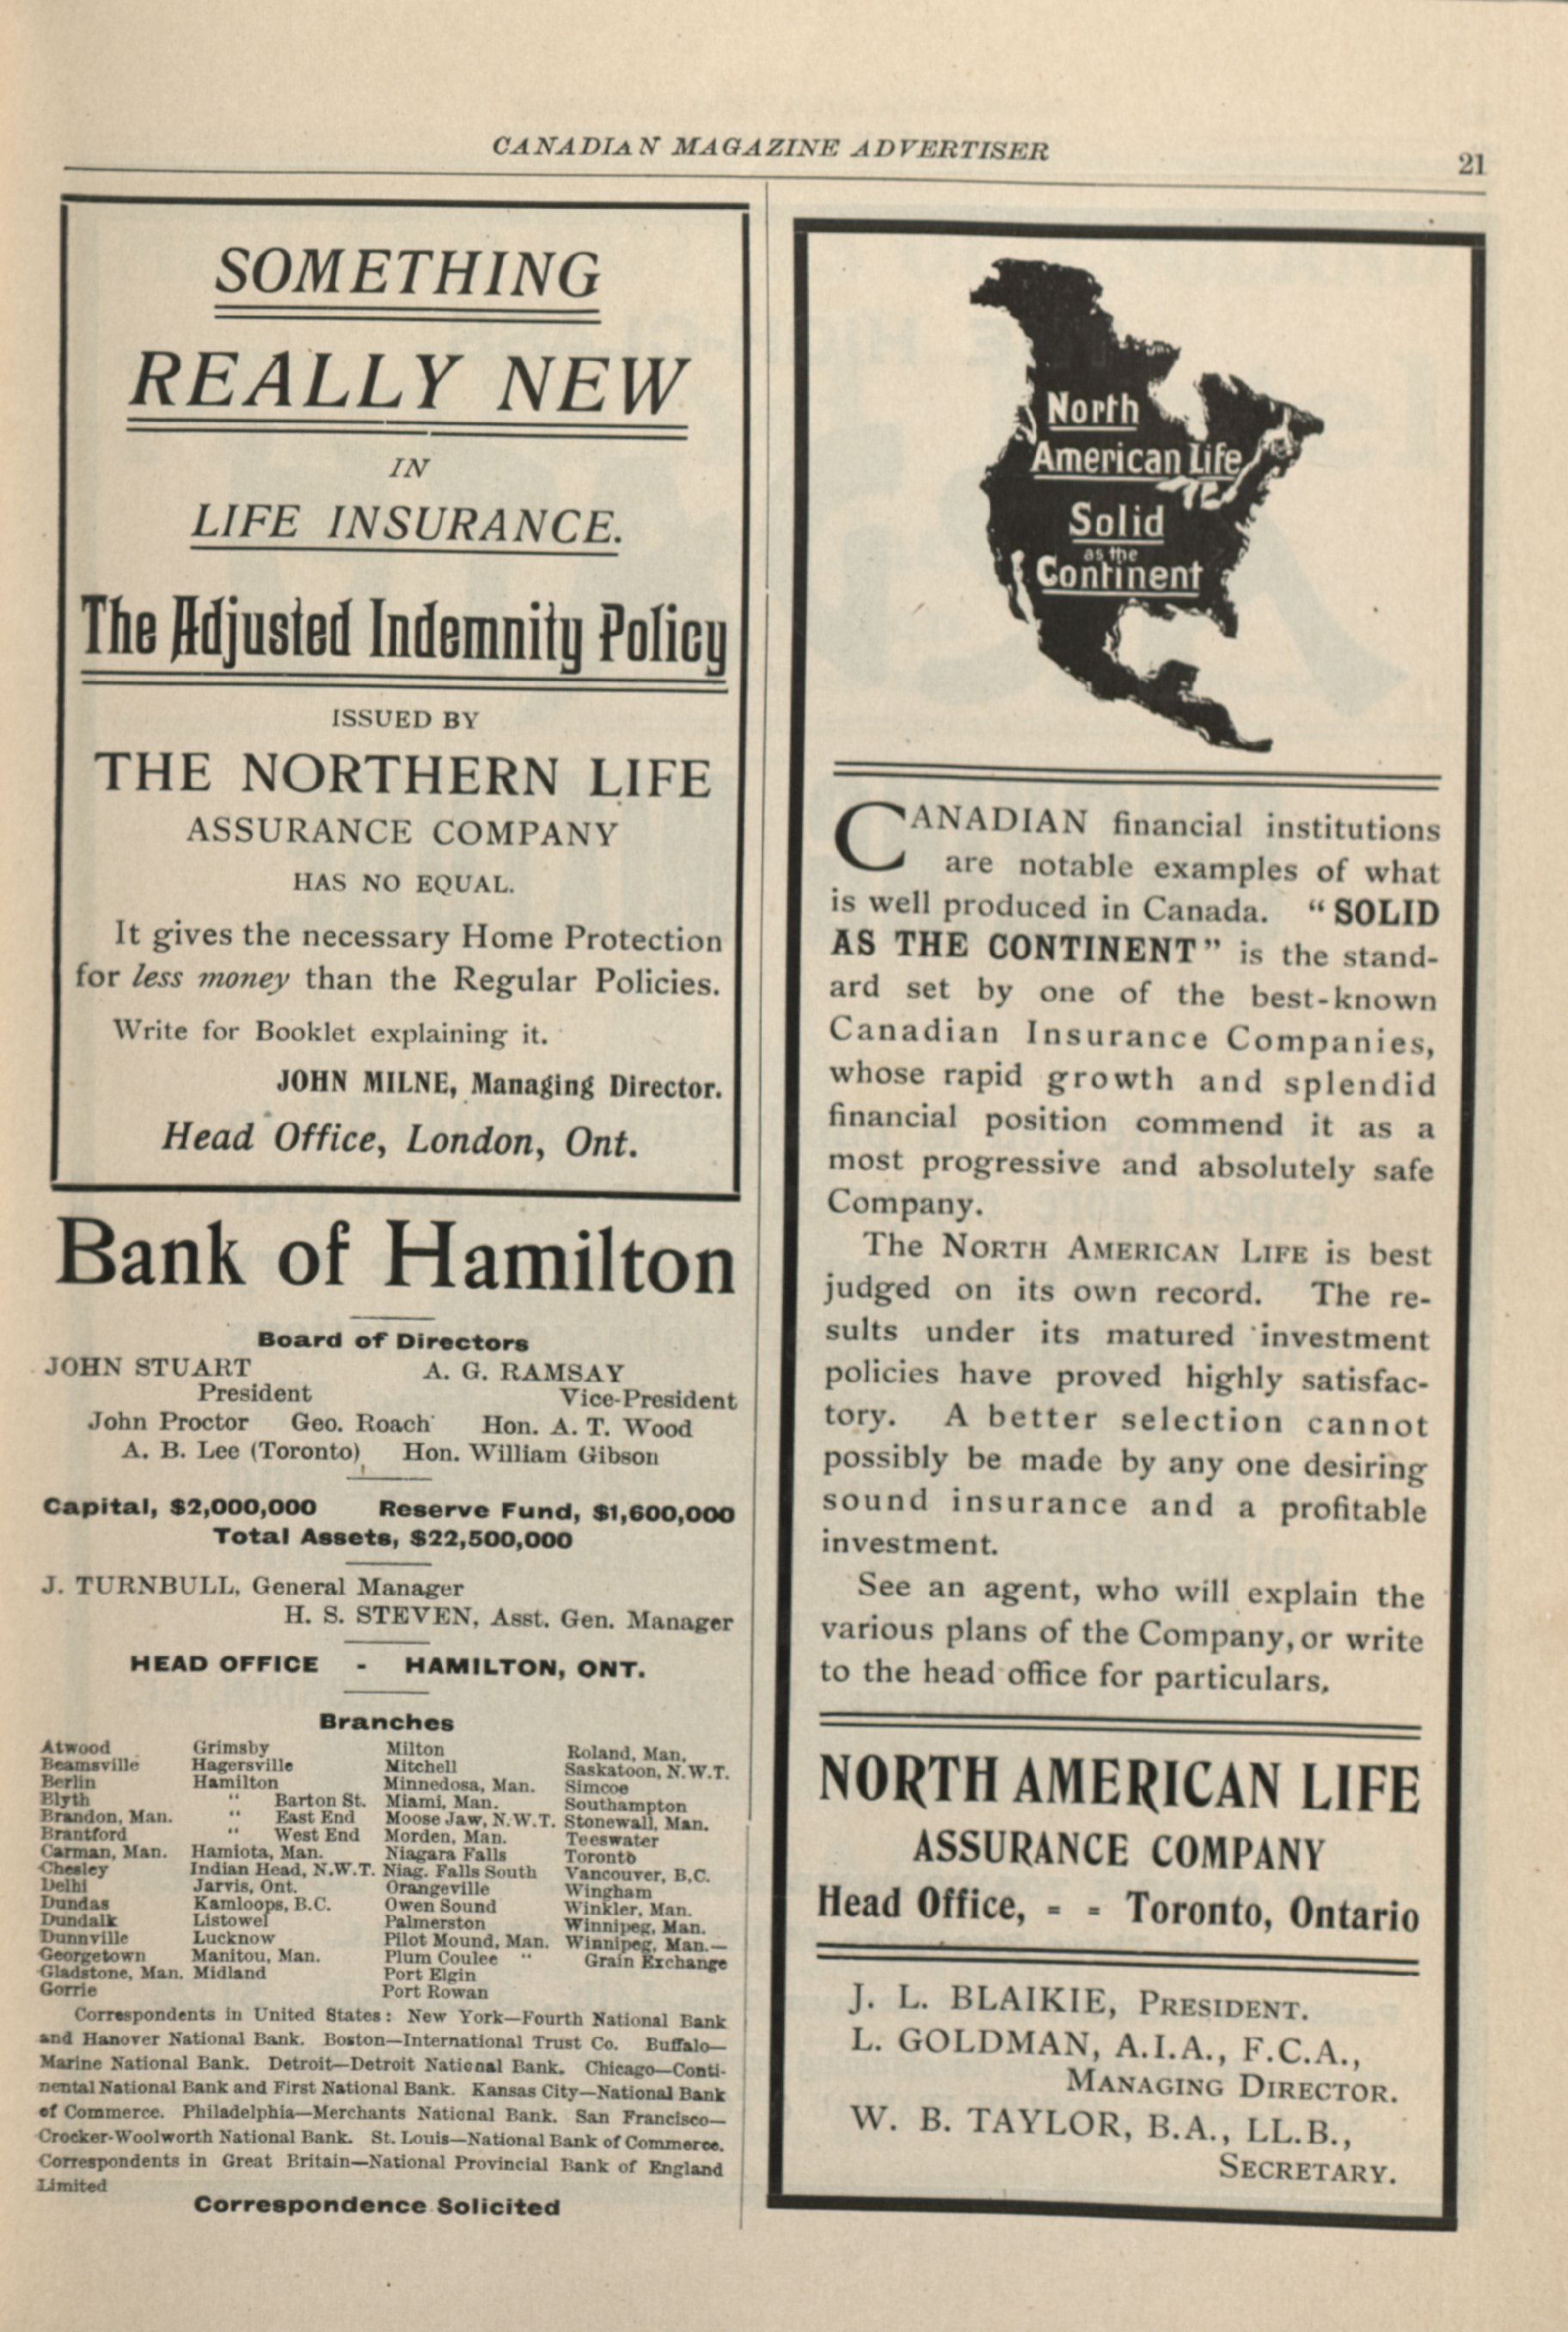 CANADIAN MAGAZINE ADVERTISER
21
SOMETHING
REALLY NEW
IN
LIFE INSURANCE.
The Adjusted Indemnity Policy
ISSUED BY
THE NORTHERN LIFE
ASSURANCE COMPANY
HAS NO EQUAL.
It gives the necessary Home Protection
for less money than the Regular Policies.
Write for Booklet explaining it.
JOHN MILNE, Managing Director.
Head Office, London, Ont.
Bank of Hamilton
Board of Directors
JOHN STUART A. G. RAMSAY
President Vice-President
John Proctor Geo. Roach Hon. A. T. Wood
A. B. Lee (Toronto) Hon. William Gibson
Capital, $2,000,000 Reserve Fund, $1,600,000
Total Assets, $22,500,000
J. TURNBULL, General Manager
H. S. STEVEN, Asst. Gen. Manager
HEAD OFFICE - HAMILTON, ONT.
Branches
Atwood
Beamsville
Berlin
Blyth
Brandon, Man.
Brantford
Carman, Man.
Chesley
Delhi
Dundas
Dundalk
Dunnville
Georgetown
Gladstone, Man.
Gorrie
Grimsby
Hagersville
Hamilton
" Barton St.
" East End
" West End
Hamiota, Man.
Indian Head, N.W.T.
Jarvis, Ont.
Kamloops, B.C.
Listowel
Lucknow
Manitou, Man.
Midland
Milton
Mitchell
Minnedosa, Man.
Miami, Man.
Moose Jaw, N.W.T.
Morden, Man.
Niagara Falls
Niag. Falls South
Orangeville
Owen Sound
Palmerston
Pilot Mound, Man.
Plum Coulee "
Port Elgin
Port Rowan
Roland, Man.
Saskatoon, N.W.T.
Simcoe
Southampton
Stonewall, Man.
Teeswater
Toronto
Vancouver, B.C.
Wingham
Winkler, Man.
Winnipeg, Man.
Winnipeg, Man.—
Grain Exchange
Correspondents in United States: New York—Fourth National Bank
and Hanover National Bank. Boston—International Trust Co. Buffalo—
Marine National Bank. Detroit—Detroit National Bank. Chicago—Conti-
nental National Bank and First National Bank. Kansas City—National Bank
of Commerce. Philadelphia—Merchants National Bank. San Francisco—
Crocker-Woolworth National Bank. St. Louis—National Bank of Commerce.
Correspondents in Great Britain—National Provincial Bank of England
Limited
Correspondence Solicited
North
American Life
Solid
as the
Continent
CANADIAN financial institutions
are notable examples of what
is well produced in Canada. "SOLID
AS THE CONTINENT" is the stand-
ard set by one of the best-known
Canadian Insurance Companies,
whose rapid growth and splendid
financial position commend it as a
most progressive and absolutely safe
Company.
The NORTH AMERICAN LIFE is best
judged on its own record. The re-
sults under its matured investment
policies have proved highly satisfac-
tory. A better selection cannot
possibly be made by any one desiring
sound insurance and a profitable
investment.
See an agent, who will explain the
various plans of the Company, or write
to the head office for particulars.
NORTH AMERICAN LIFE
ASSURANCE COMPANY
Head Office, - - Toronto, Ontario
J. L. BLAIKIE, PRESIDENT.
L. GOLDMAN, A.I.A., F.C.A.,
MANAGING DIRECTOR.
W. B. TAYLOR, B.A., LL.B.,
SECRETARY.